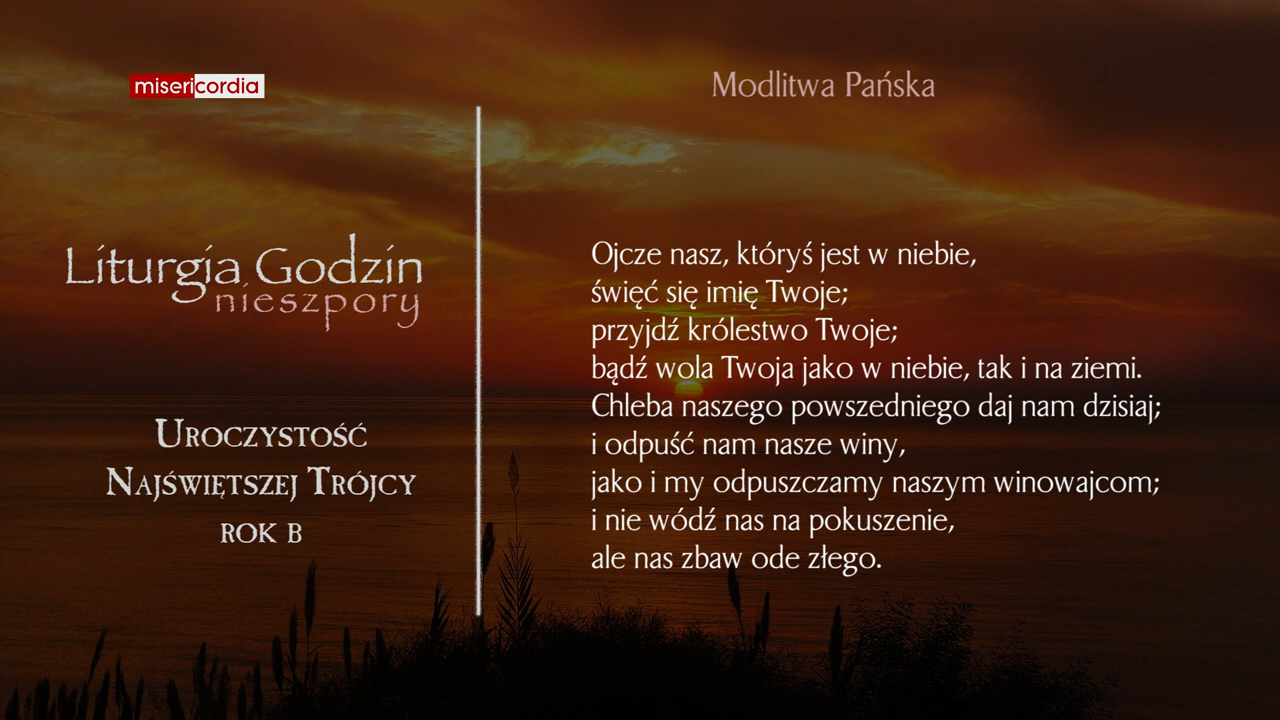 misericordia
Liturgia Godzin
nieszpory
Uroczystość
Najświętszej Trójcy
rok B
Modlitwa Pańska
Ojcze nasz, któryś jest w niebie,
święć się imię Twoje;
przyjdź królestwo Twoje;
bądź wola Twoja jako w niebie, tak i na ziemi.
Chleba naszego powszedniego daj nam dzisiaj;
i odpuść nam nasze winy,
jako i my odpuszczamy naszym winowajcom;
i nie wódź nas na pokuszenie,
ale nas zbaw ode złego.